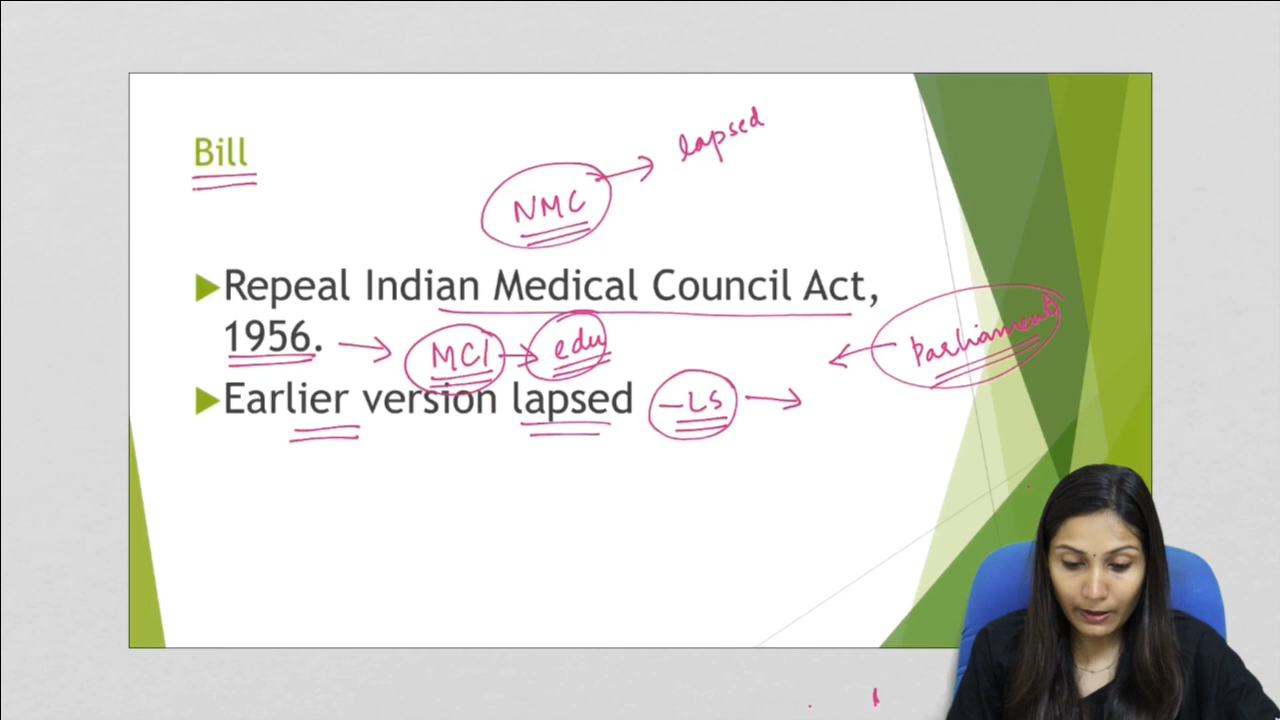 Bill
lapsed
NMC
Repeal Indian Medical Council Act,
1956.
MCI
edu
Parliament
Earlier version lapsed
-LS